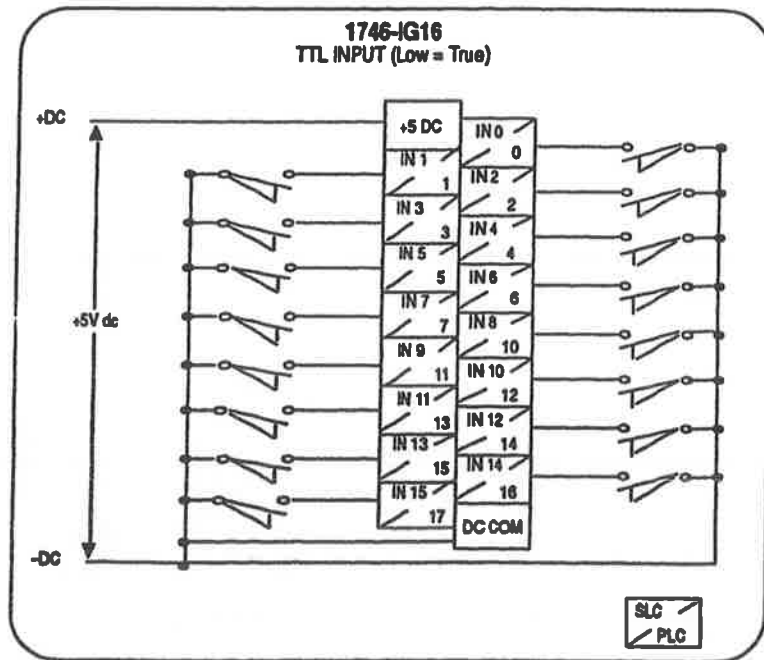 1746-IG16
TTL INPUT (Low = True)
+DC
+5 DC
IN 0
0
IN 1
1
IN 2
2
IN 3
3
IN 4
4
IN 5
5
IN 6
6
+5V dc
IN 7
7
IN 8
10
IN 9
11
IN 10
12
IN 11
13
IN 12
14
IN 13
15
IN 14
16
IN 15
17
DC COM
-DC
SLC
PLC